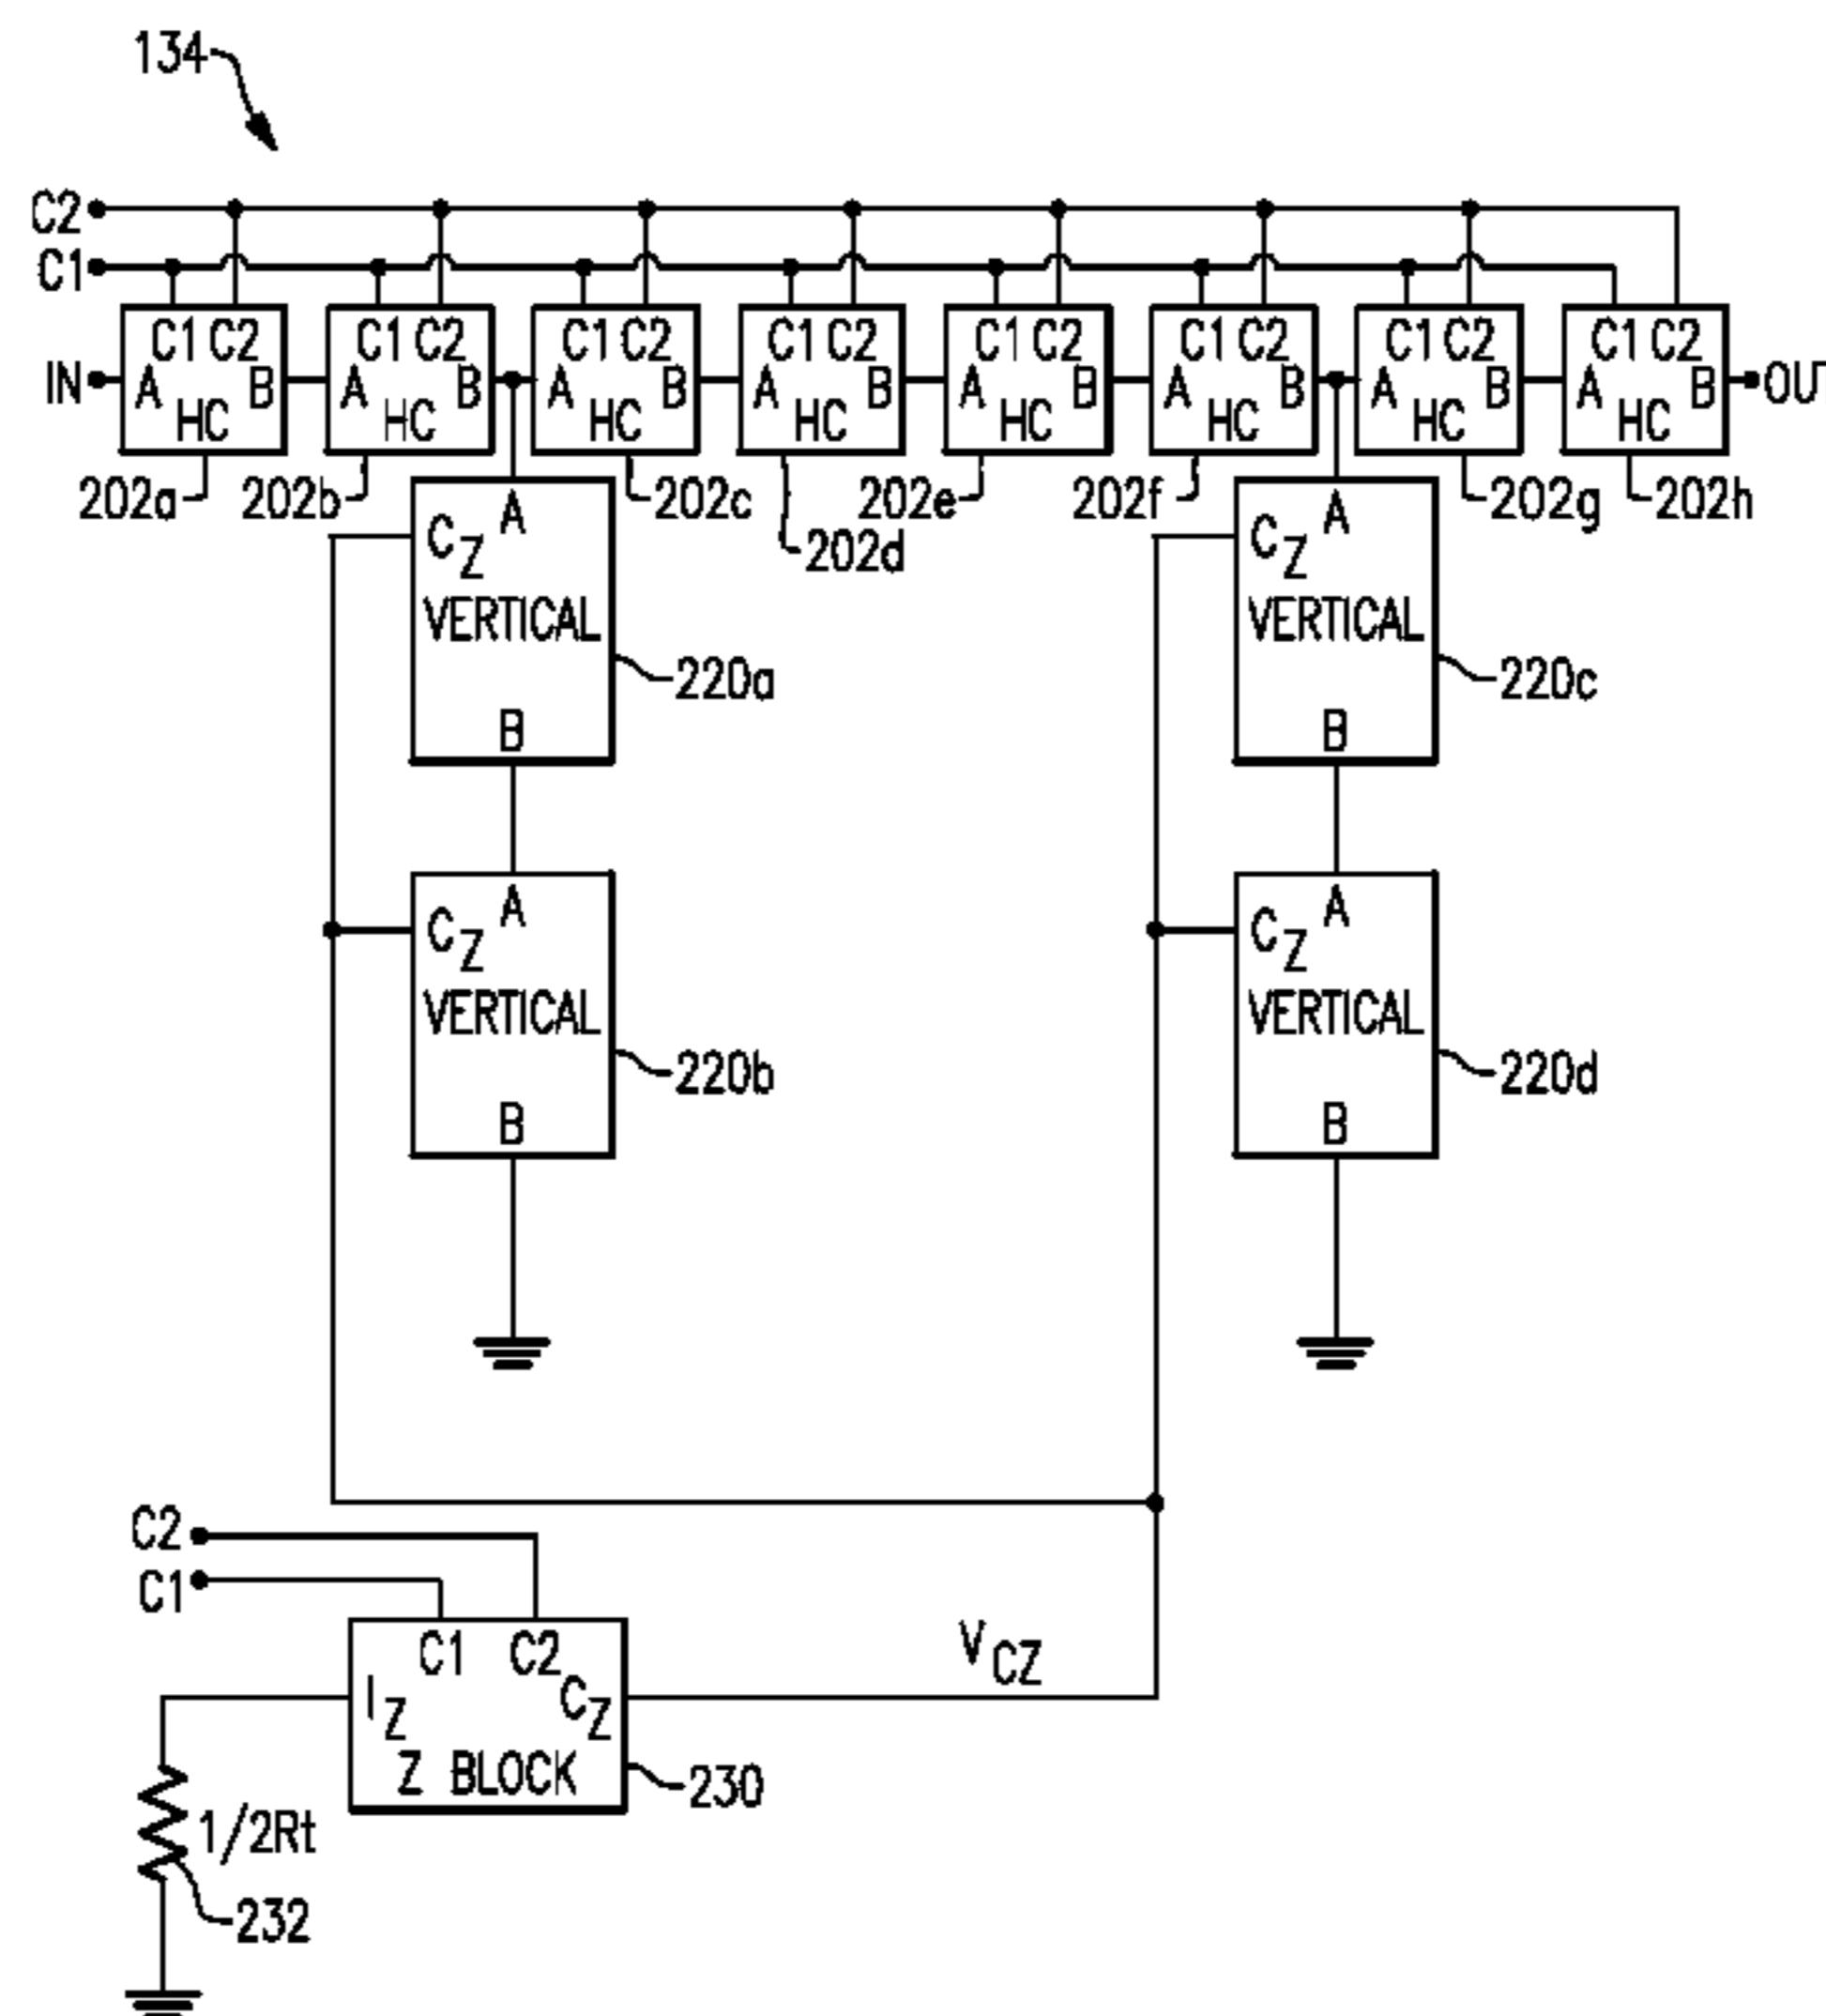 134
C2
C1
C1 C2 C1 C2 C1 C2 C1 C2 C1 C2 C1 C2 C1 C2 C1 C2
IN A B A B A B A B A B A B A B A B OUT
HC HC HC HC HC HC HC HC
202a 202b 202c 202d 202e 202f 202g 202h
A A
CZ CZ
VERTICAL VERTICAL
220a 220c
B B
A A
CZ CZ
VERTICAL VERTICAL
220b 220d
B B
C2
C1
C1 C2
VCZ
IZ CZ
Z BLOCK
230
1/2Rt
232